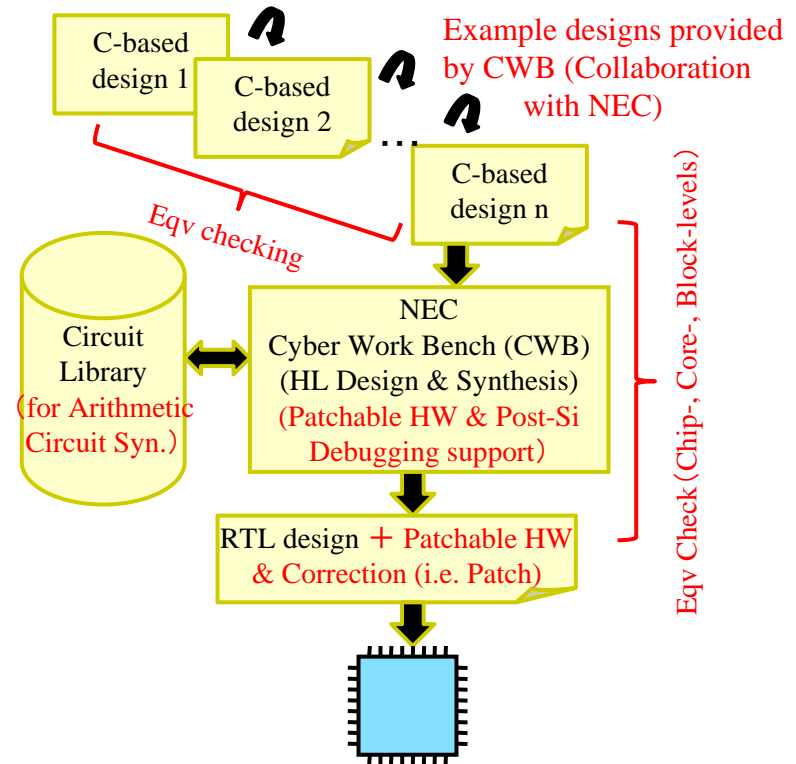 C-based
design 1
C-based
design 2
...
C-based
design n
Example designs provided
by CWB (Collaboration
with NEC)
Eqv checking
Circuit
Library
（for Arithmetic
Circuit Syn.）
NEC
Cyber Work Bench (CWB)
(HL Design & Synthesis)
(Patchable HW & Post-Si
Debugging support）
RTL design ＋ Patchable HW
& Correction (i.e. Patch)
Eqv Check（Chip-, Core-, Block-levels）